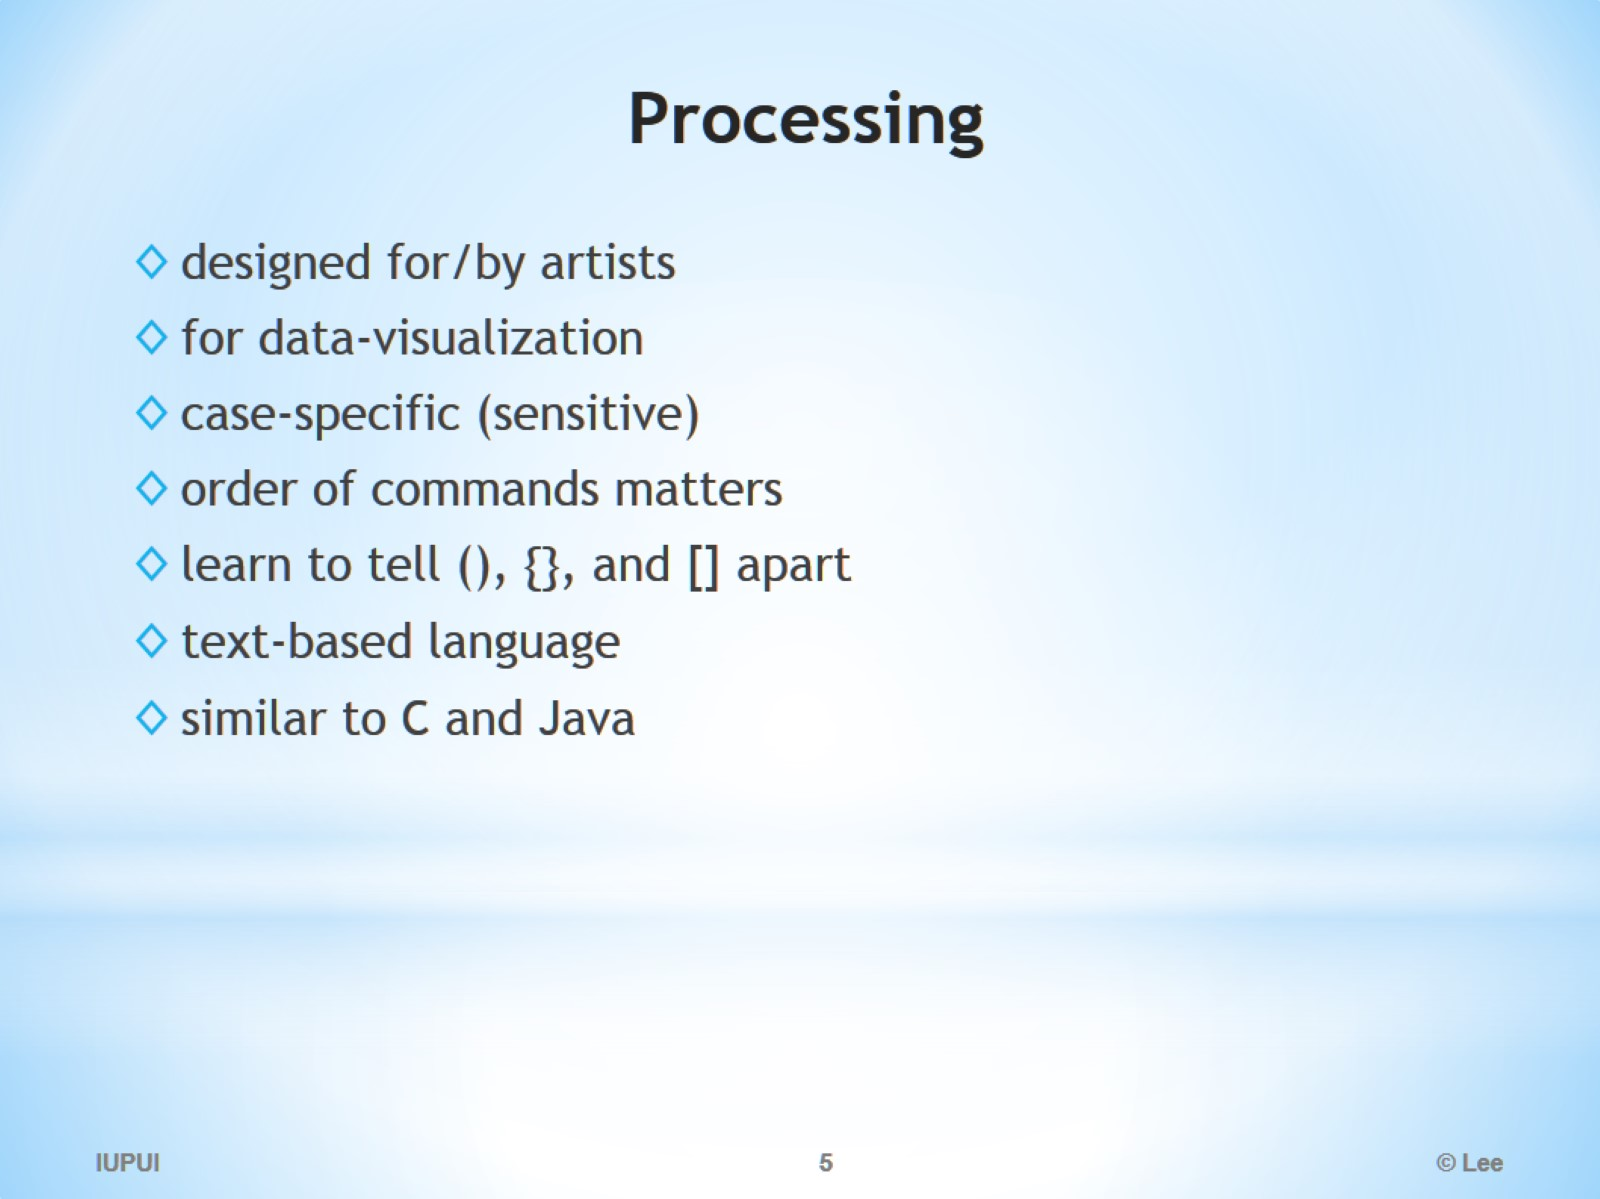 Processing
designed for/by artists
for data-visualization
case-specific (sensitive)
order of commands matters
learn to tell (), {}, and [] apart
text-based language
similar to C and Java
IUPUI 5 © Lee